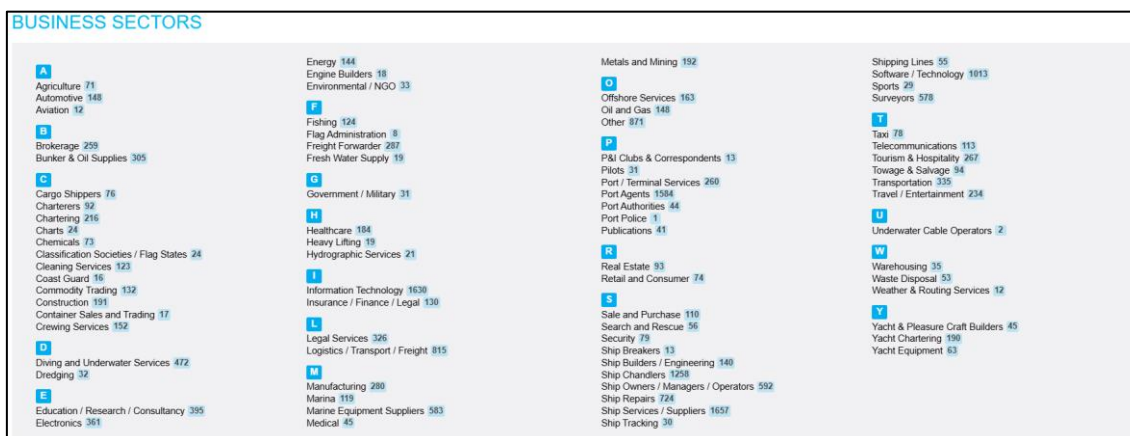 BUSINESS SECTORS
A
Agriculture 71
Automotive 148
Aviation 12
B
Brokerage 259
Bunker & Oil Supplies 305
C
Cargo Shippers 76
Charterers 92
Chartering 216
Charts 24
Chemicals 73
Classification Societies / Flag States 24
Cleaning Services 123
Coast Guard 16
Commodity Trading 132
Construction 191
Container Sales and Trading 17
Crewing Services 152
D
Diving and Underwater Services 472
Dredging 32
E
Education / Research / Consultancy 395
Electronics 361
Energy 144
Engine Builders 18
Environmental / NGO 33
F
Fishing 124
Flag Administration 8
Freight Forwarder 287
Fresh Water Supply 19
G
Government / Military 31
H
Healthcare 184
Heavy Lifting 19
Hydrographic Services 21
I
Information Technology 1630
Insurance / Finance / Legal 130
L
Legal Services 326
Logistics / Transport / Freight 815
M
Manufacturing 280
Marina 119
Marine Equipment Suppliers 583
Medical 45
Metals and Mining 192
O
Offshore Services 163
Oil and Gas 148
Other 871
P
P&I Clubs & Correspondents 13
Pilots 31
Port / Terminal Services 260
Port Agents 1584
Port Authorities 44
Port Police 1
Publications 41
R
Real Estate 93
Retail and Consumer 74
S
Sale and Purchase 110
Search and Rescue 56
Security 79
Ship Breakers 13
Ship Builders / Engineering 140
Ship Chandlers 1258
Ship Owners / Managers / Operators 592
Ship Repairs 724
Ship Services / Suppliers 1657
Ship Tracking 30
Shipping Lines 55
Software / Technology 1013
Sports 29
Surveyors 578
T
Taxi 78
Telecommunications 113
Tourism & Hospitality 267
Towage & Salvage 94
Transportation 335
Travel / Entertainment 234
U
Underwater Cable Operators 2
W
Warehousing 35
Waste Disposal 53
Weather & Routing Services 12
Y
Yacht & Pleasure Craft Builders 45
Yacht Chartering 190
Yacht Equipment 63